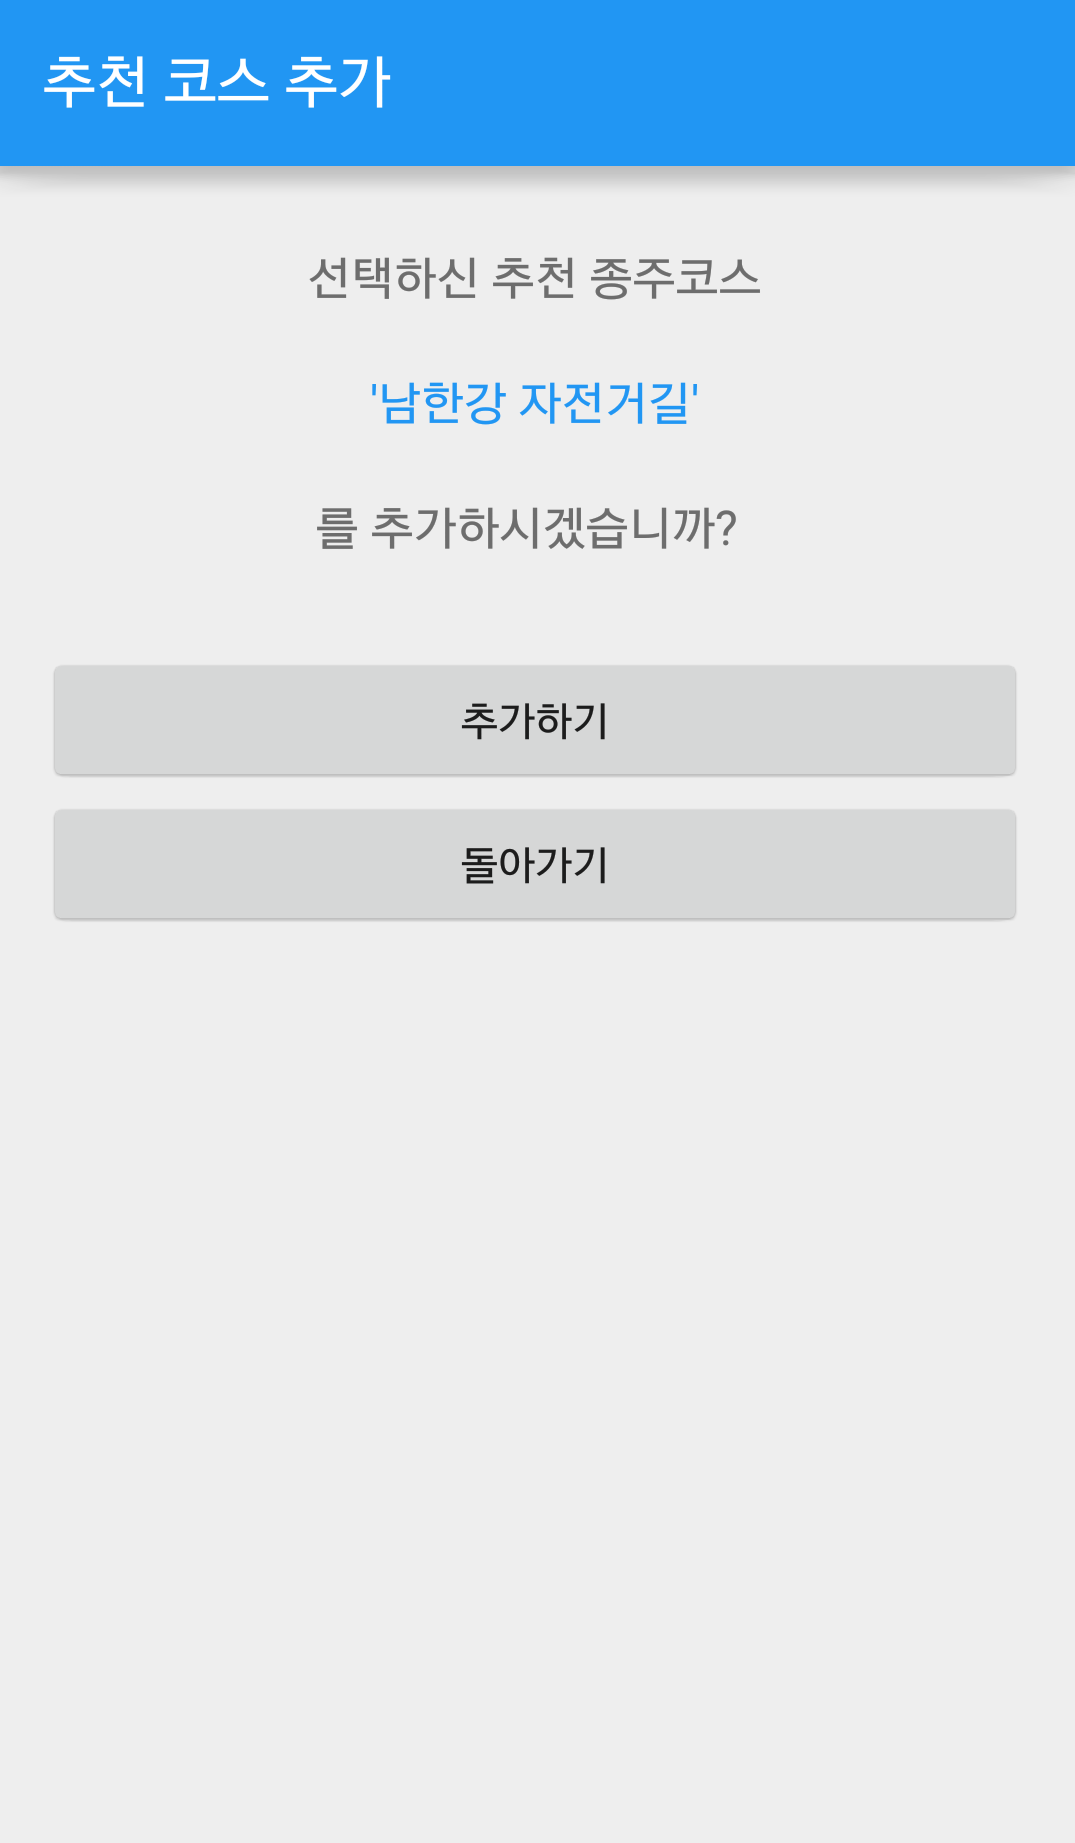 추천 코스 추가
선택하신 추천 종주코스
'남한강 자전거길'
를 추가하시겠습니까?
추가하기
돌아가기